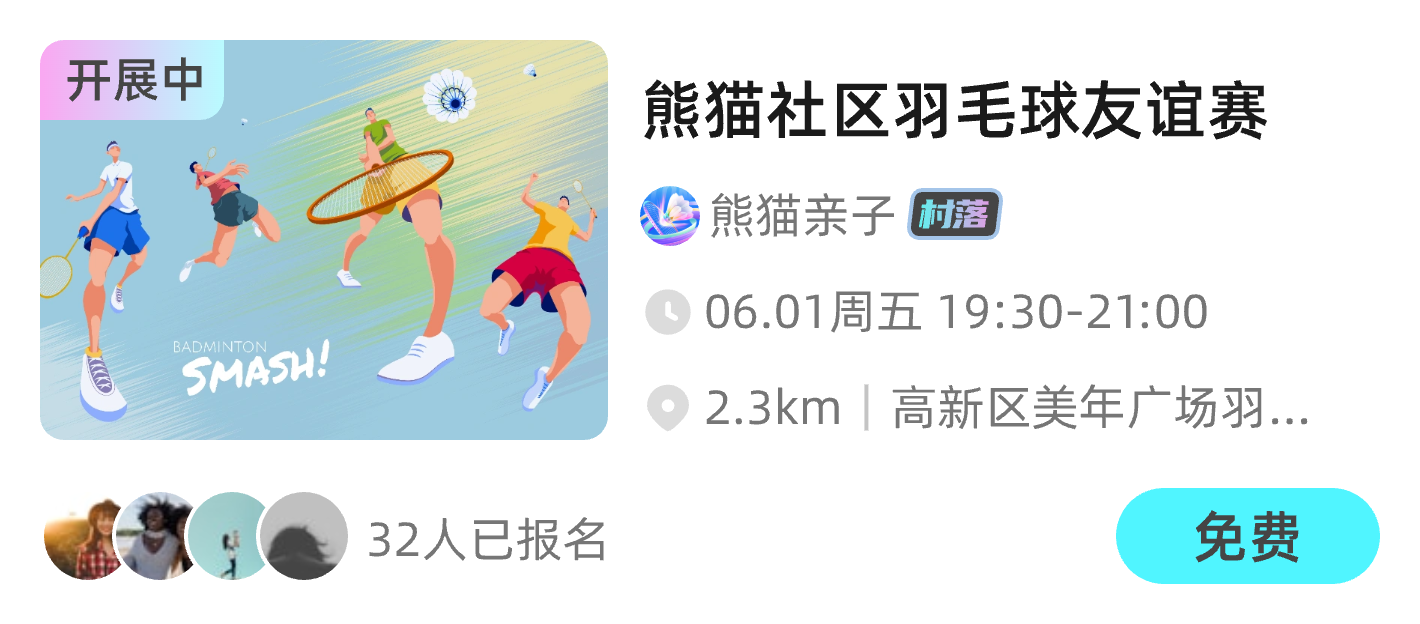 开展中
BADMINTON
SMASH!
熊猫社区羽毛球友谊赛
熊猫亲子 村落
06.01周五 19:30-21:00
2.3km｜高新区美年广场羽...
32人已报名
免费